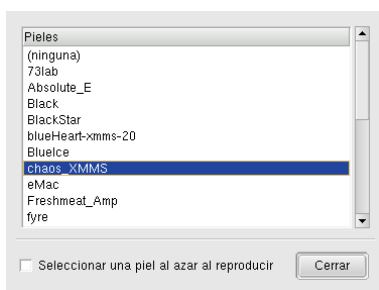 Pieles
(ninguna)
73lab
Absolute_E
Black
BlackStar
blueHeart-xmms-20
BlueIce
chaos_XMMS
eMac
Freshmeat_Amp
fyre
Seleccionar una piel al azar al reproducir
Cerrar